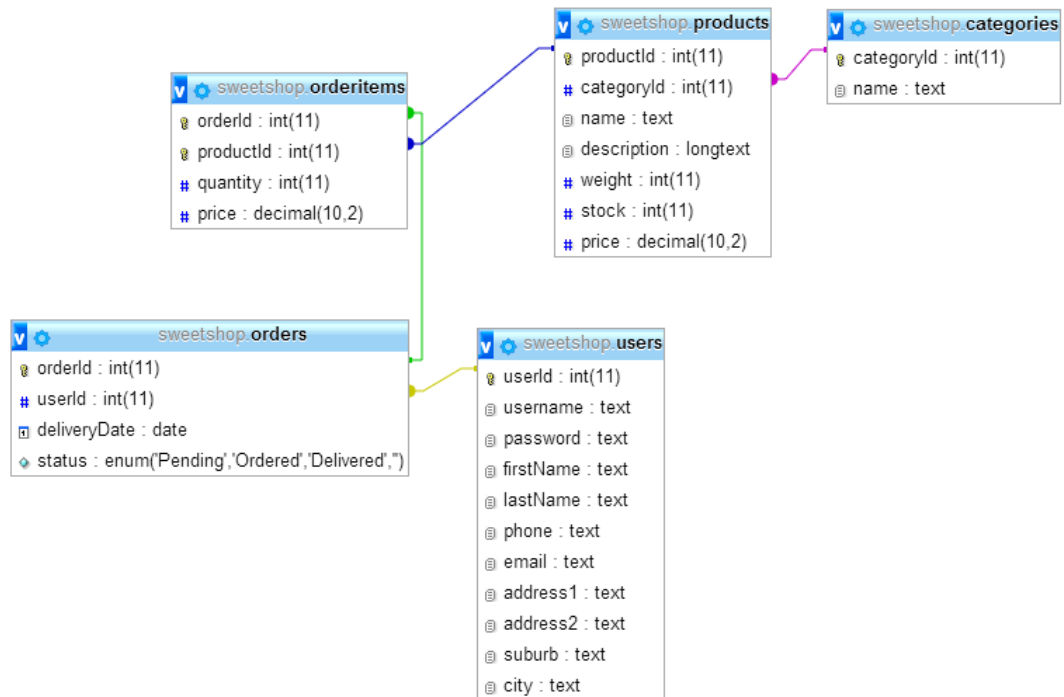 sweetshop.products
productId : int(11)
categoryId : int(11)
name : text
description : longtext
weight : int(11)
stock : int(11)
price : decimal(10,2)
sweetshop.categories
categoryId : int(11)
name : text
sweetshop.orderitems
orderId : int(11)
productId : int(11)
quantity : int(11)
price : decimal(10,2)
sweetshop.orders
orderId : int(11)
userId : int(11)
deliveryDate : date
status : enum('Pending','Ordered','Delivered','')
sweetshop.users
userId : int(11)
username : text
password : text
firstName : text
lastName : text
phone : text
email : text
address1 : text
address2 : text
suburb : text
city : text